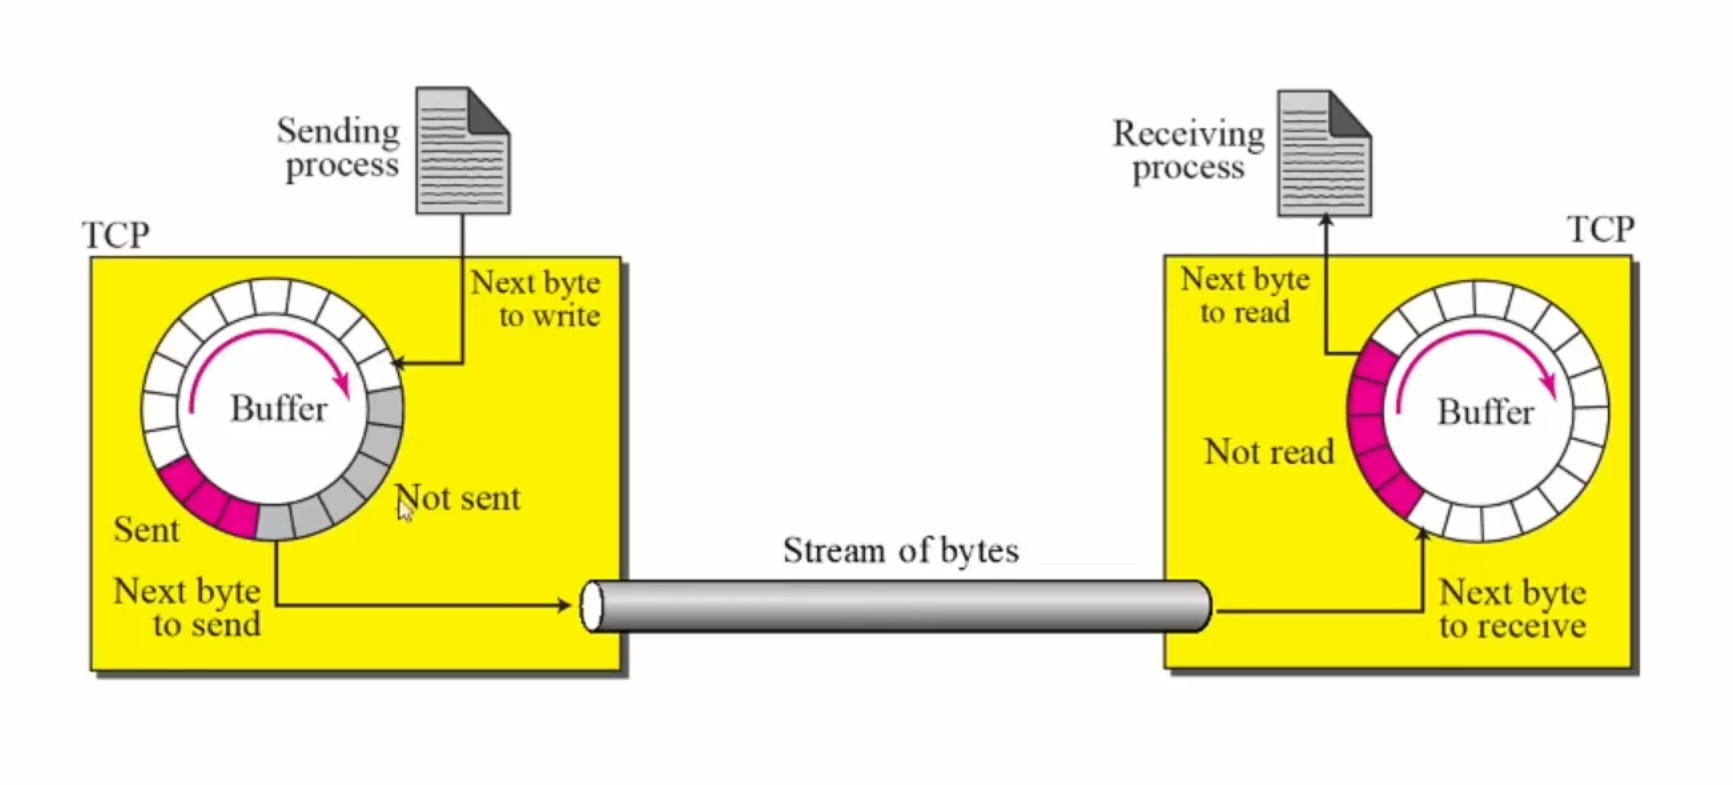 Sending
process
Receiving
process
TCP
TCP
Next byte
to write
Next byte
to read
Buffer
Buffer
Not read
Not sent
Sent
Stream of bytes
Next byte
to send
Next byte
to receive